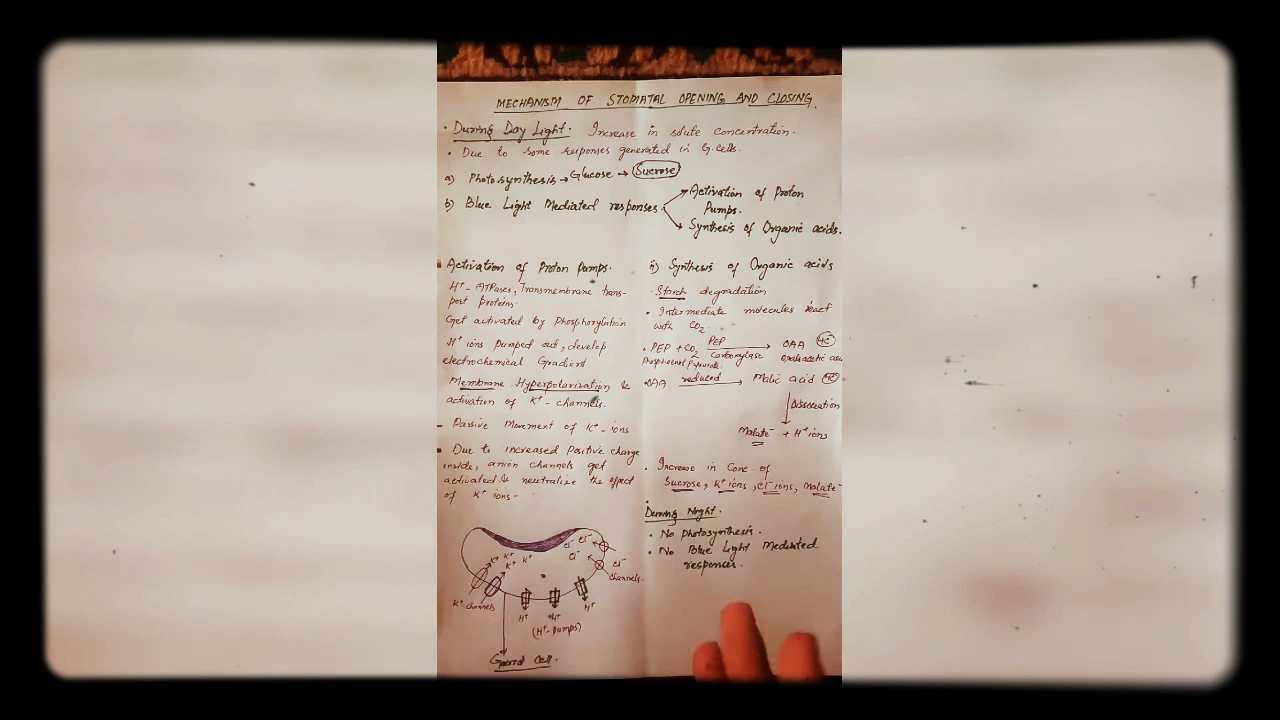 MECHANISM OF STOMATAL OPENING AND CLOSING.
• During Day Light. Increase in solute concentration.
• Due to some responses generated in G. cells.
a) Photosynthesis → Glucose → Sucrose
b) Blue Light Mediated responses
Activation of Proton
Pumps.
Synthesis of Organic acids.
Activation of Proton Pumps.
H+- ATPases, Transmembrane trans-
port proteins.
Get activated by Phosphorylation
H+ ions Pumped out, develop
electrochemical Gradient
Membrane Hyperpolarization &
activation of K+- channels.
- Passive Movement of K+- ions
Due to increased Positive charge
inside, anion channels get
activated & neutralize the effect
of K+ ions-
K+ K+ K+
K+ K+
Cl- Cl-
Cl-
Cl-
channels.
K+-channels
H+ H+ H+
(H+-Pumps)
Guard Cell.
ii) Synthesis of Organic acids
• Starch degradation
• Intermediate molecules react
with CO2.
• PEP + CO2 PEP Carboxylase → OAA 4C
oxaloacetic
•OAA reduced → Malic acid 4C
Dissociation
Malate- + H+ ions
• Increase in Conc of
Sucrose, K+ ions, Cl- ions, Malate-
During Night.
• No photosynthesis.
• No Blue Light Mediated
responses.